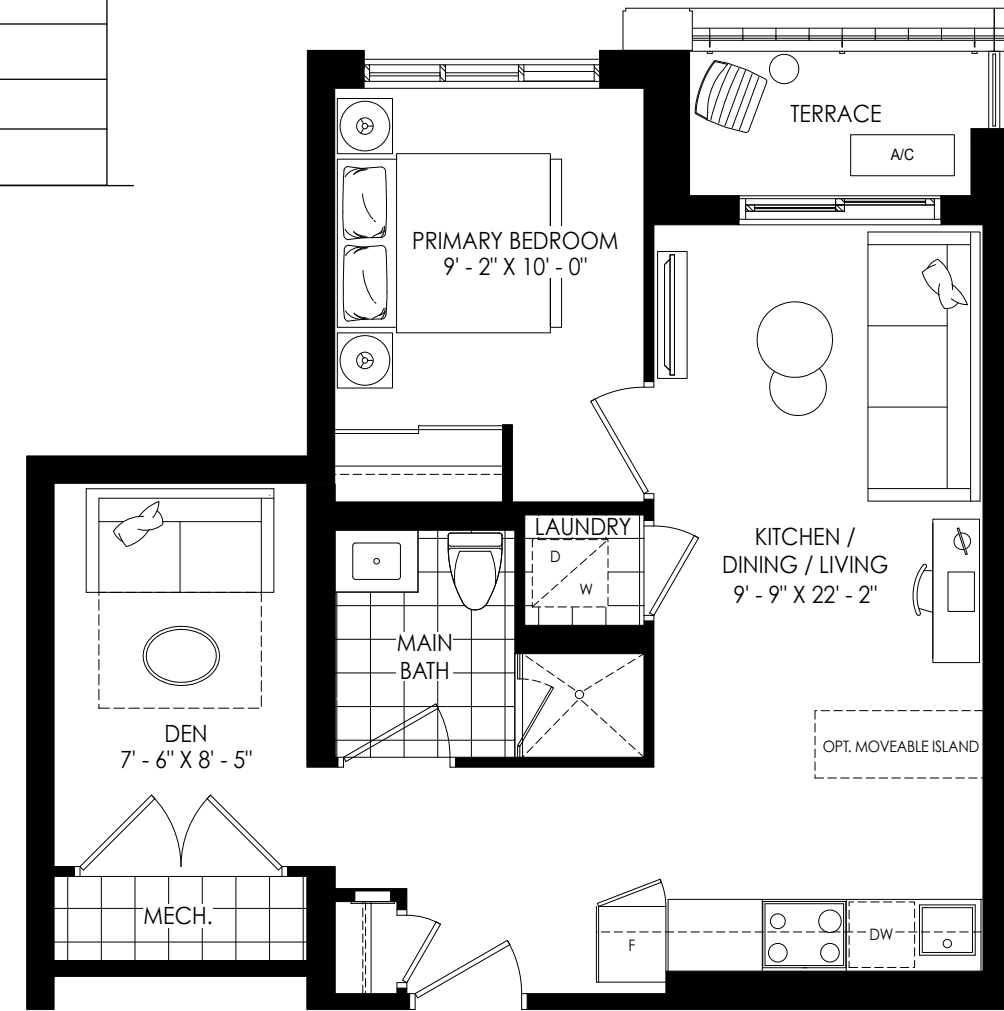 TERRACE
A/C
PRIMARY BEDROOM
9' - 2" X 10' - 0"
LAUNDRY
D
W
KITCHEN /
DINING / LIVING
9' - 9" X 22' - 2"
MAIN
BATH
DEN
7' - 6" X 8' - 5"
OPT. MOVEABLE ISLAND
MECH.
F
DW